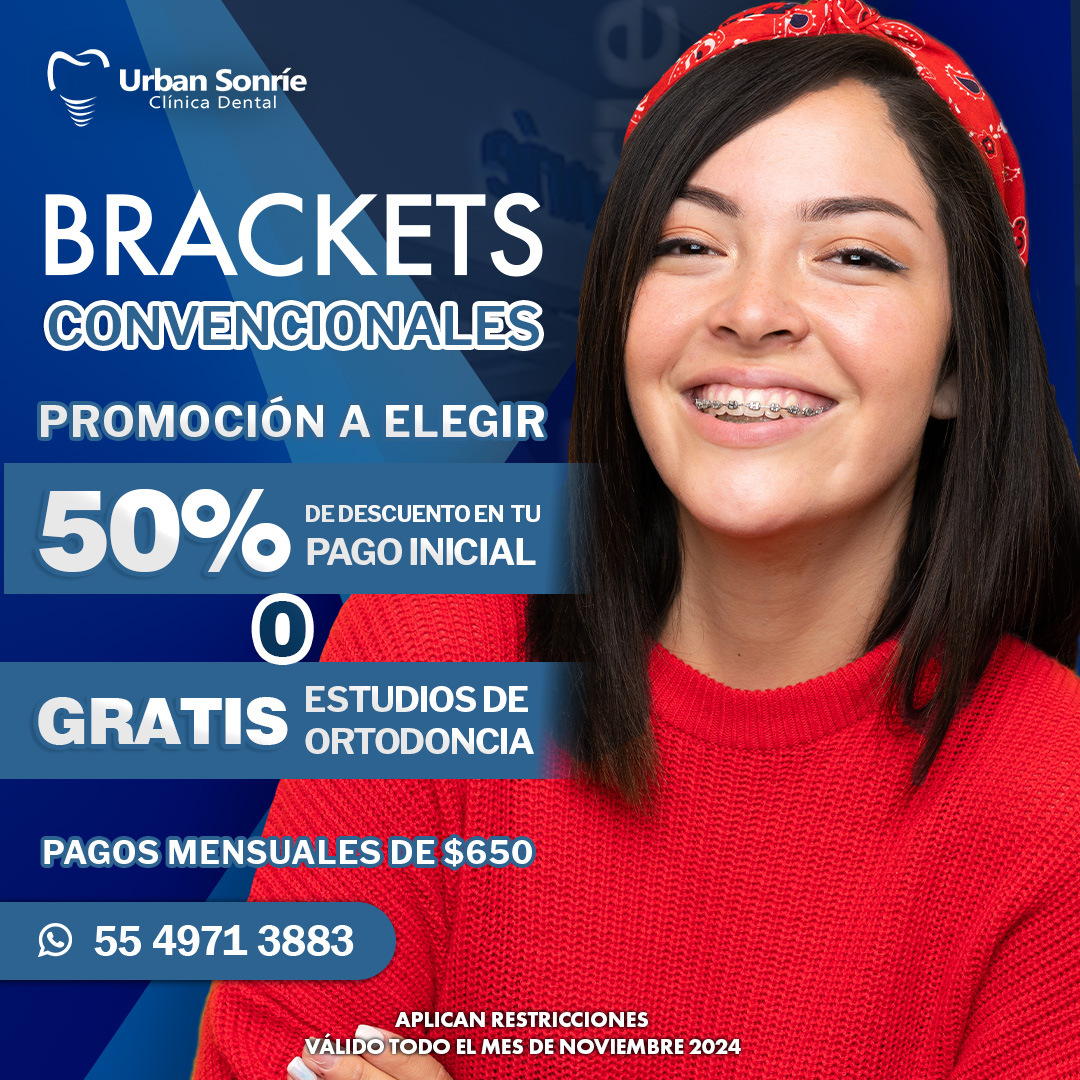 Urban Sonríe
Clínica Dental
BRACKETS
CONVENCIONALES
PROMOCIÓN A ELEGIR
50% DE DESCUENTO EN TU
PAGO INICIAL
O
GRATIS ESTUDIOS DE
ORTODONCIA
PAGOS MENSUALES DE $650
55 4971 3883
APLICAN RESTRICCIONES
VÁLIDO TODO EL MES DE NOVIEMBRE 2024